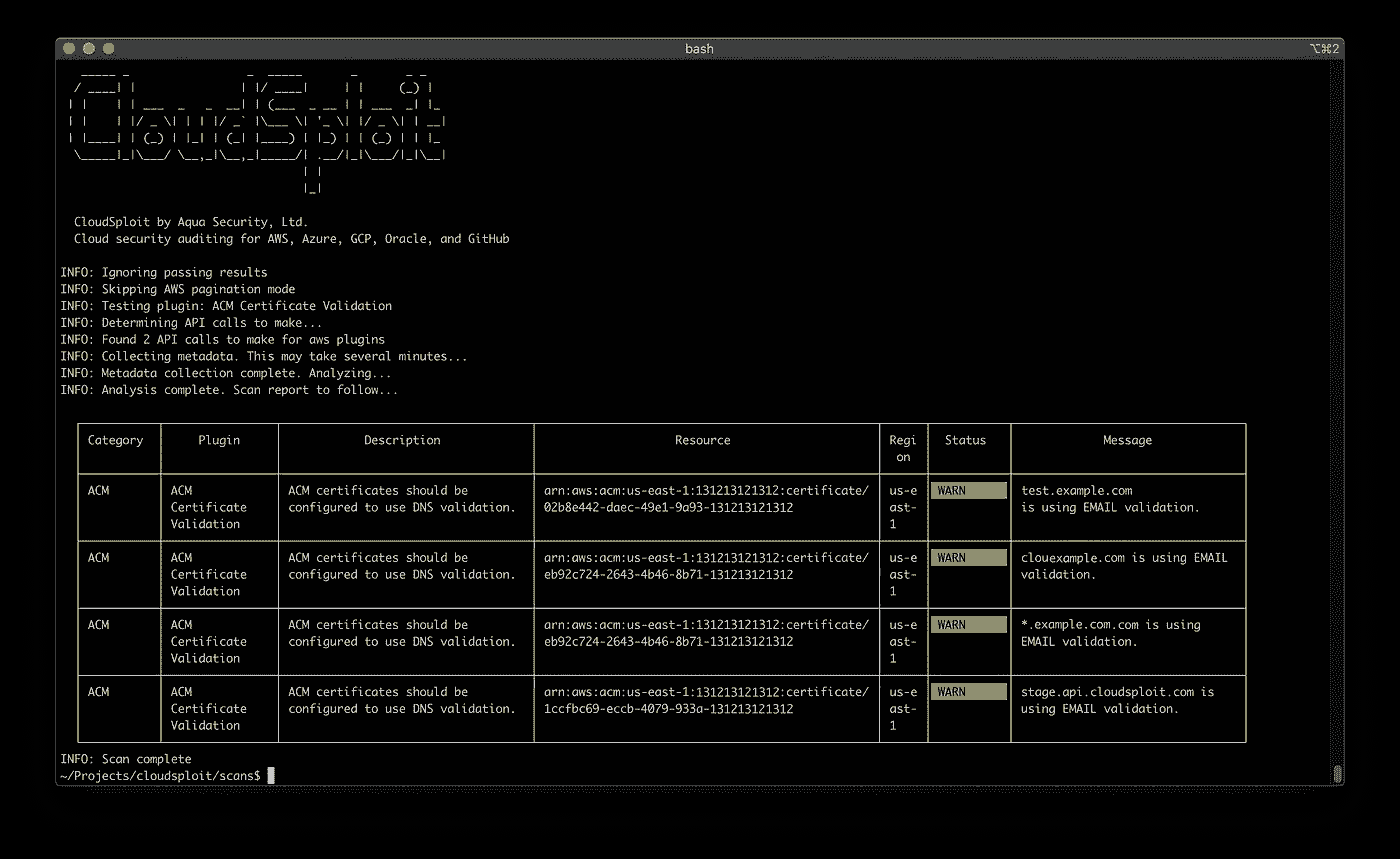 bash
⌥⌘2
CloudSploit
CloudSploit by Aqua Security, Ltd.
Cloud security auditing for AWS, Azure, GCP, Oracle, and GitHub
INFO: Ignoring passing results
INFO: Skipping AWS pagination mode
INFO: Testing plugin: ACM Certificate Validation
INFO: Determining API calls to make...
INFO: Found 2 API calls to make for aws plugins
INFO: Collecting metadata. This may take several minutes...
INFO: Metadata collection complete. Analyzing...
INFO: Analysis complete. Scan report to follow...
Category Plugin Description Resource Regi Status Message
on
ACM ACM ACM certificates should be arn:aws:acm:us-east-1:131213121312:certificate/ us-e WARN test.example.com
Certificate configured to use DNS validation. 02b8e442-daec-49e1-9a93-131213121312 ast- is using EMAIL validation.
Validation 1
ACM ACM ACM certificates should be arn:aws:acm:us-east-1:131213121312:certificate/ us-e WARN clouexample.com is using EMAIL
Certificate configured to use DNS validation. eb92c724-2643-4b46-8b71-131213121312 ast- validation.
Validation 1
ACM ACM ACM certificates should be arn:aws:acm:us-east-1:131213121312:certificate/ us-e WARN *.example.com.com is using
Certificate configured to use DNS validation. eb92c724-2643-4b46-8b71-131213121312 ast- EMAIL validation.
Validation 1
ACM ACM ACM certificates should be arn:aws:acm:us-east-1:131213121312:certificate/ us-e WARN stage.api.cloudsploit.com is
Certificate configured to use DNS validation. 1ccfbc69-eccb-4079-933a-131213121312 ast- using EMAIL validation.
Validation 1
INFO: Scan complete
~/Projects/cloudsploit/scans$